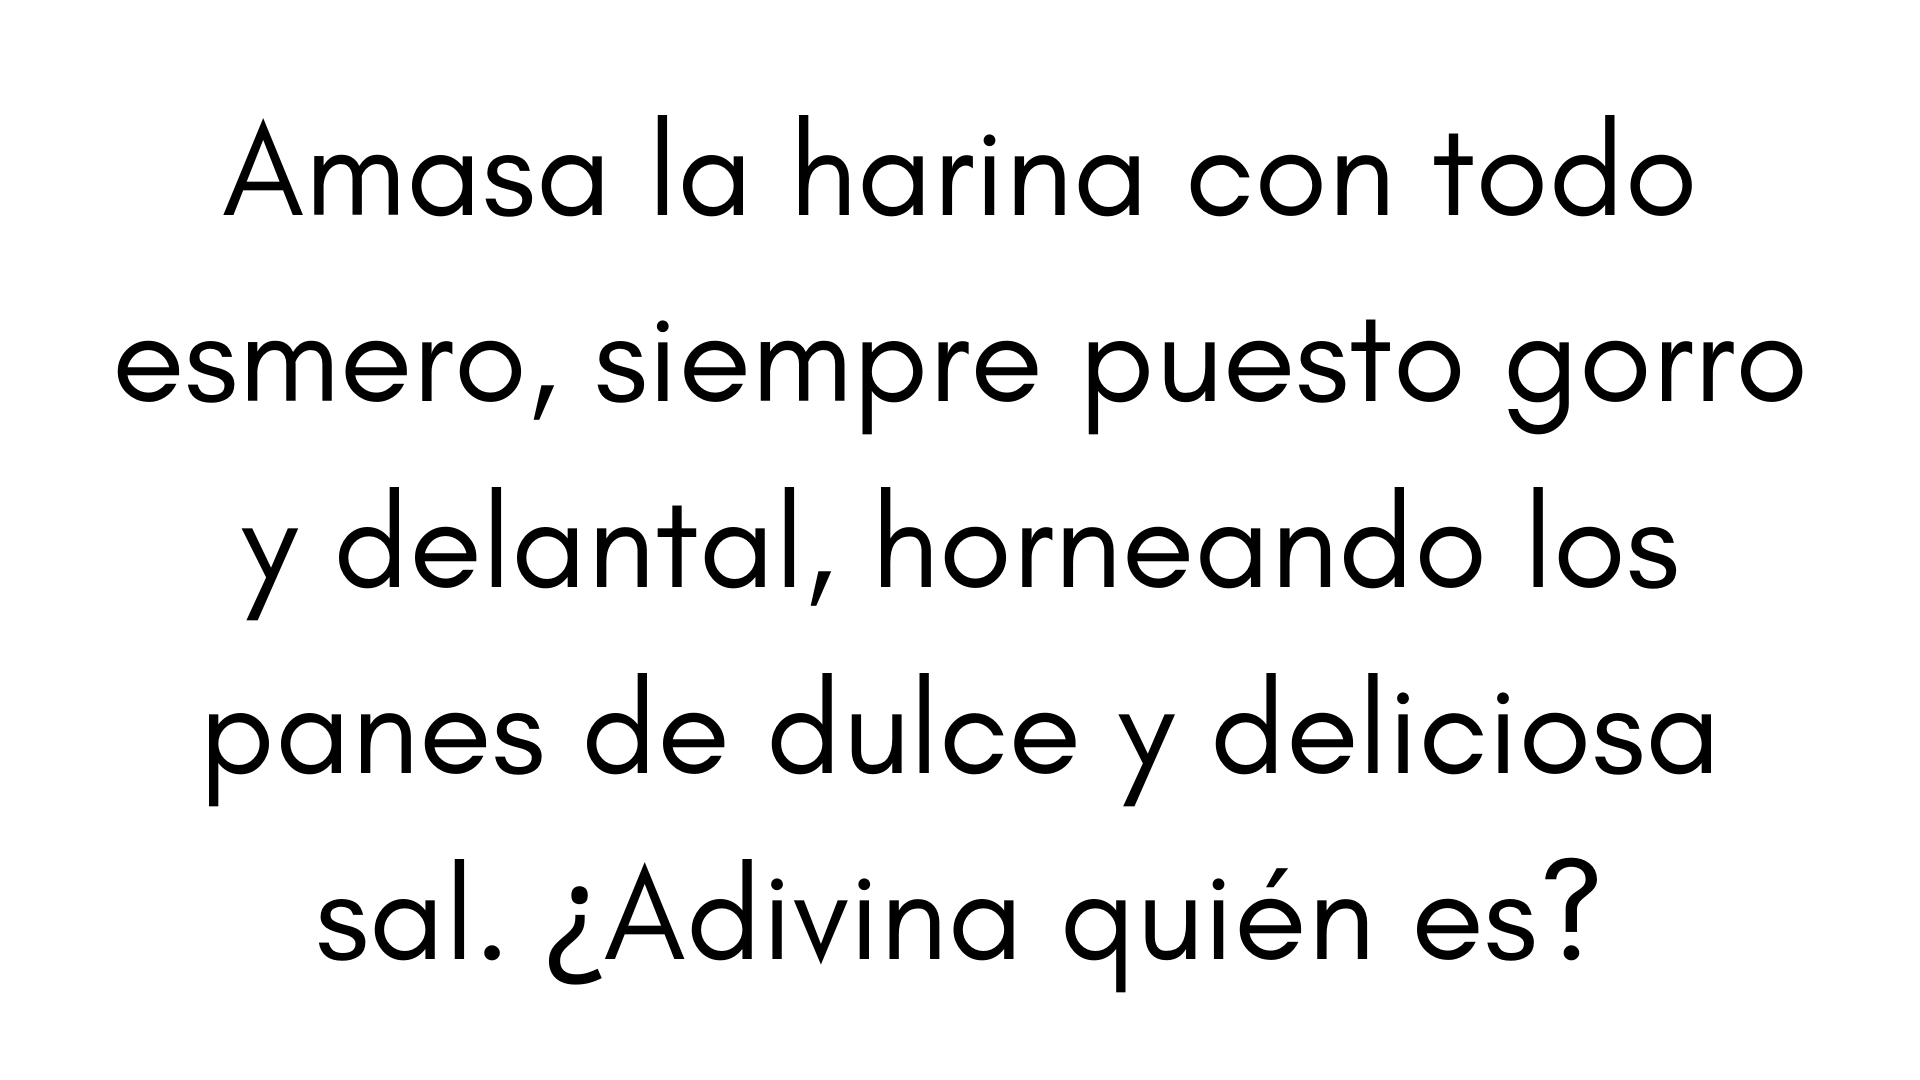 Amasa la harina con todo
esmero, siempre puesto gorro
y delantal, horneando los
panes de dulce y deliciosa
sal. ¿Adivina quién es?